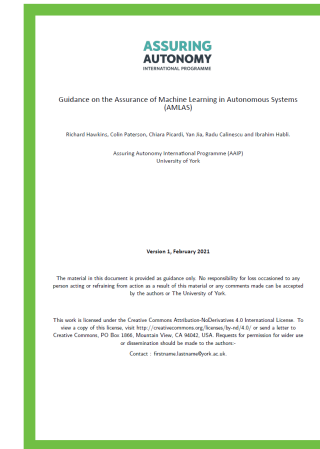 ASSURING
AUTONOMY
INTERNATIONAL PROGRAMME
Guidance on the Assurance of Machine Learning in Autonomous Systems
(AMLAS)
Richard Hawkins, Colin Paterson, Chiara Picardi, Yan Jia, Radu Calinescu and Ibrahim Habli.
Assuring Autonomy International Programme (AAIP)
University of York
Version 1, February 2021
The material in this document is provided as guidance only. No responsibility for loss occasioned to any
person acting or refraining from action as a result of this material or any comments made can be accepted
by the authors or The University of York.
This work is licensed under the Creative Commons Attribution-NoDerivatives 4.0 International License. To
view a copy of this license, visit http://creativecommons.org/licenses/by-nd/4.0/ or send a letter to
Creative Commons, PO Box 1866, Mountain View, CA 94042, USA. Requests for permission for wider use
or dissemination should be made to the authors:-
Contact : firstname.lastname@york.ac.uk.